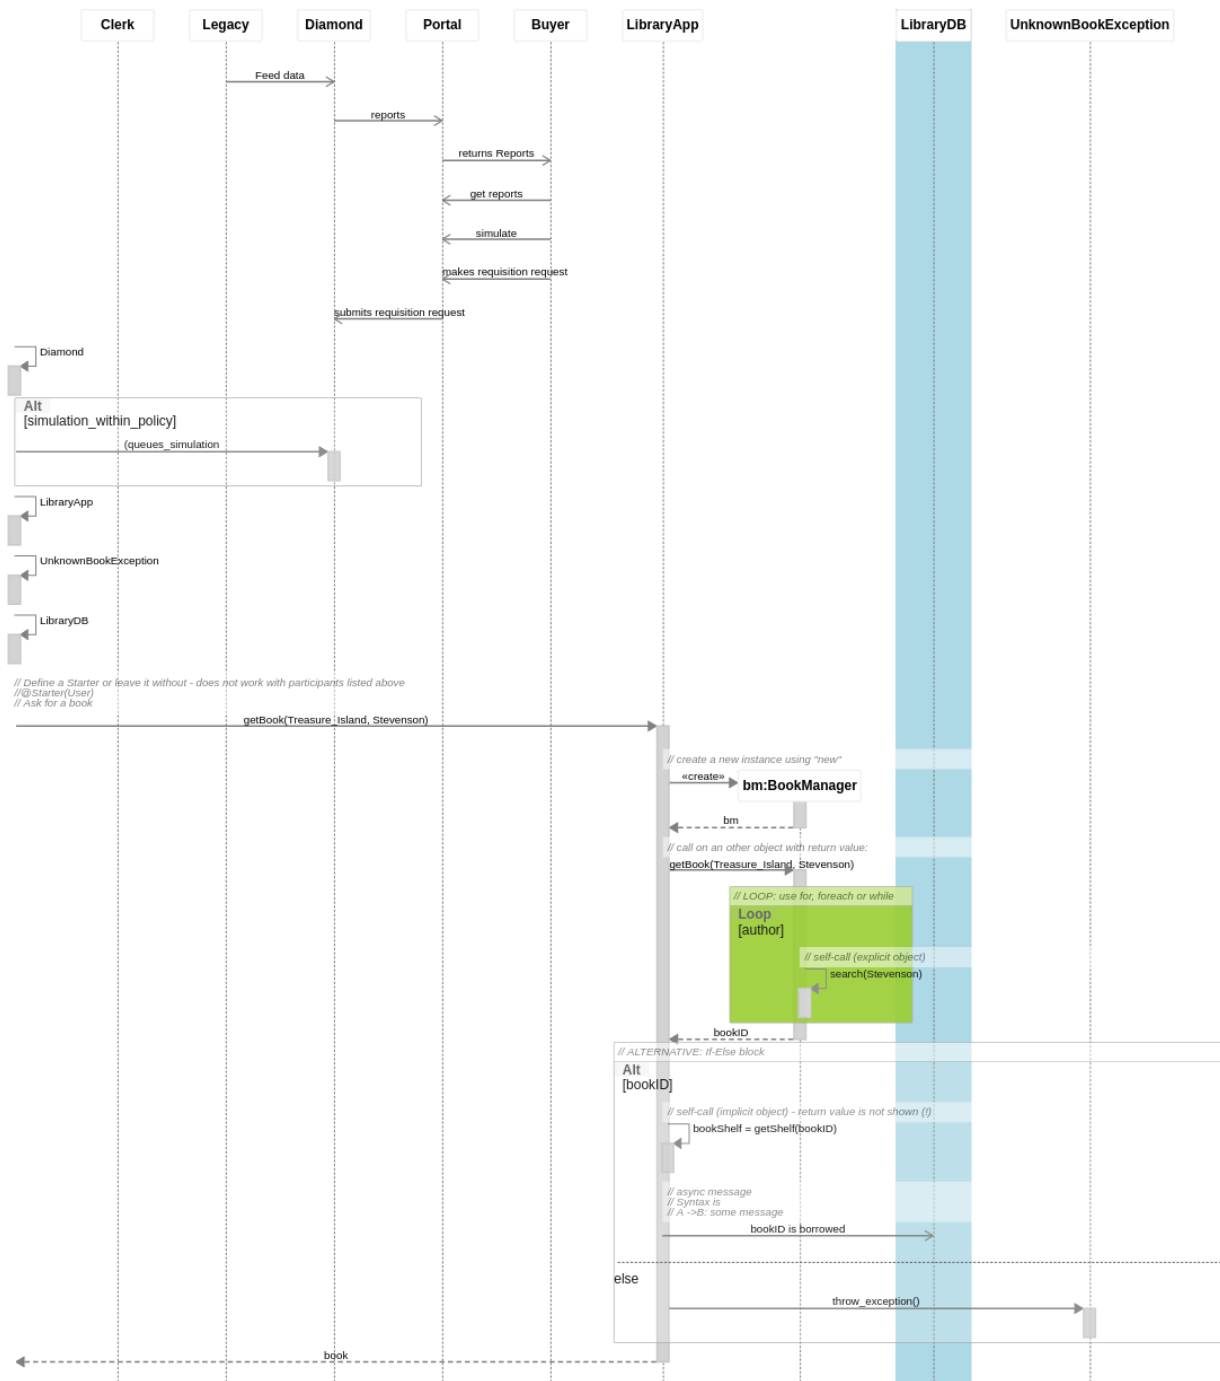 Clerk Legacy Diamond Portal Buyer LibraryApp LibraryDB UnknownBookException
Feed data
reports
returns Reports
get reports
simulate
makes requisition request
submits requisition request
Diamond
Alt
[simulation_within_policy]
(queues_simulation
LibraryApp
UnknownBookException
LibraryDB
// Define a Starter or leave it without - does not work with participants listed above
//@Starter(User)
// Ask for a book
getBook(Treasure_Island, Stevenson)
// create a new instance using "new"
«create»
bm:BookManager
bm
// call on an other object with return value:
getBook(Treasure_Island, Stevenson)
// LOOP: use for, foreach or while
Loop
[author]
// self-call (explicit object)
search(Stevenson)
bookID
// ALTERNATIVE: If-Else block
Alt
[bookID]
// self-call (implicit object) - return value is not shown (!)
bookShelf = getShelf(bookID)
// async message
// Syntax is
// A ->B: some message
bookID is borrowed
else
throw_exception()
book